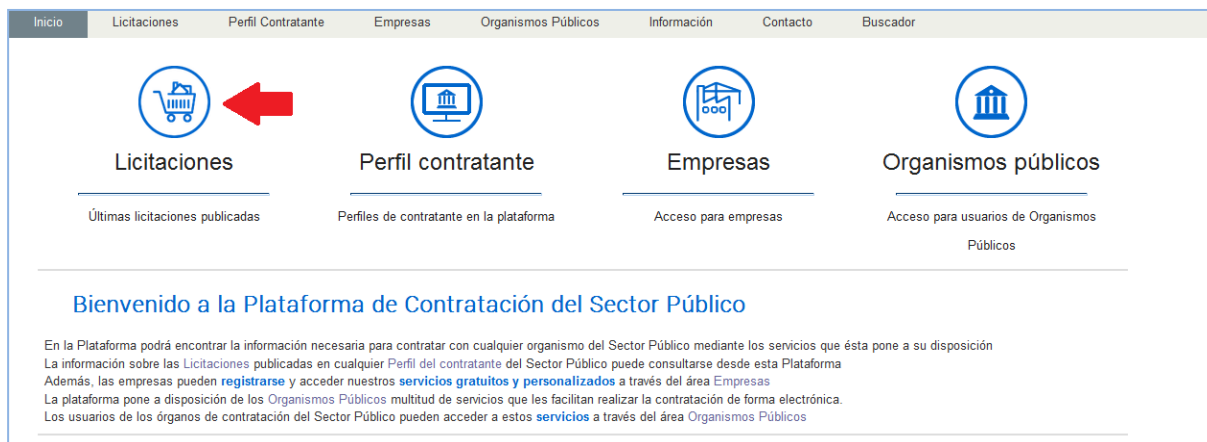 Inicio Licitaciones Perfil Contratante Empresas Organismos Públicos Información Contacto Buscador
Licitaciones Perfil contratante Empresas Organismos públicos
Últimas licitaciones publicadas Perfiles de contratante en la plataforma Acceso para empresas Acceso para usuarios de Organismos
Públicos
Bienvenido a la Plataforma de Contratación del Sector Público
En la Plataforma podrá encontrar la información necesaria para contratar con cualquier organismo del Sector Público mediante los servicios que ésta pone a su disposición
La información sobre las Licitaciones publicadas en cualquier Perfil del contratante del Sector Público puede consultarse desde esta Plataforma
Además, las empresas pueden registrarse y acceder nuestros servicios gratuitos y personalizados a través del área Empresas
La plataforma pone a disposición de los Organismos Públicos multitud de servicios que les facilitan realizar la contratación de forma electrónica.
Los usuarios de los órganos de contratación del Sector Público pueden acceder a estos servicios a través del área Organismos Públicos